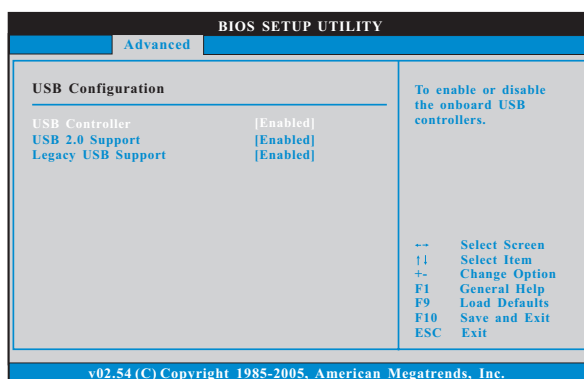 BIOS SETUP UTILITY
Advanced
USB Configuration
USB Controller [Enabled]
USB 2.0 Support [Enabled]
Legacy USB Support [Enabled]
To enable or disable
the onboard USB
controllers.
←→ Select Screen
↑↓ Select Item
+- Change Option
F1 General Help
F9 Load Defaults
F10 Save and Exit
ESC Exit
v02.54 (C) Copyright 1985-2005, American Megatrends, Inc.